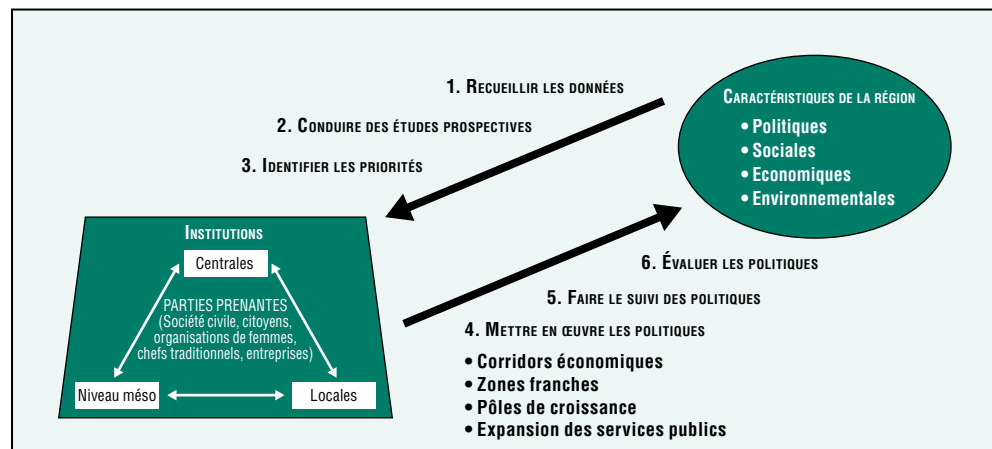 1. Recueillir les données
2. Conduire des études prospectives
3. Identifier les priorités
Caractéristiques de la région
• Politiques
• Sociales
• Economiques
• Environnementales
Institutions
Centrales
PARTIES PRENANTES
(Société civile, citoyens,
organisations de femmes,
chefs traditionnels, entreprises)
Niveau méso
Locales
6. Évaluer les politiques
5. Faire le suivi des politiques
4. Mettre en œuvre les politiques
• Corridors économiques
• Zones franches
• Pôles de croissance
• Expansion des services publics